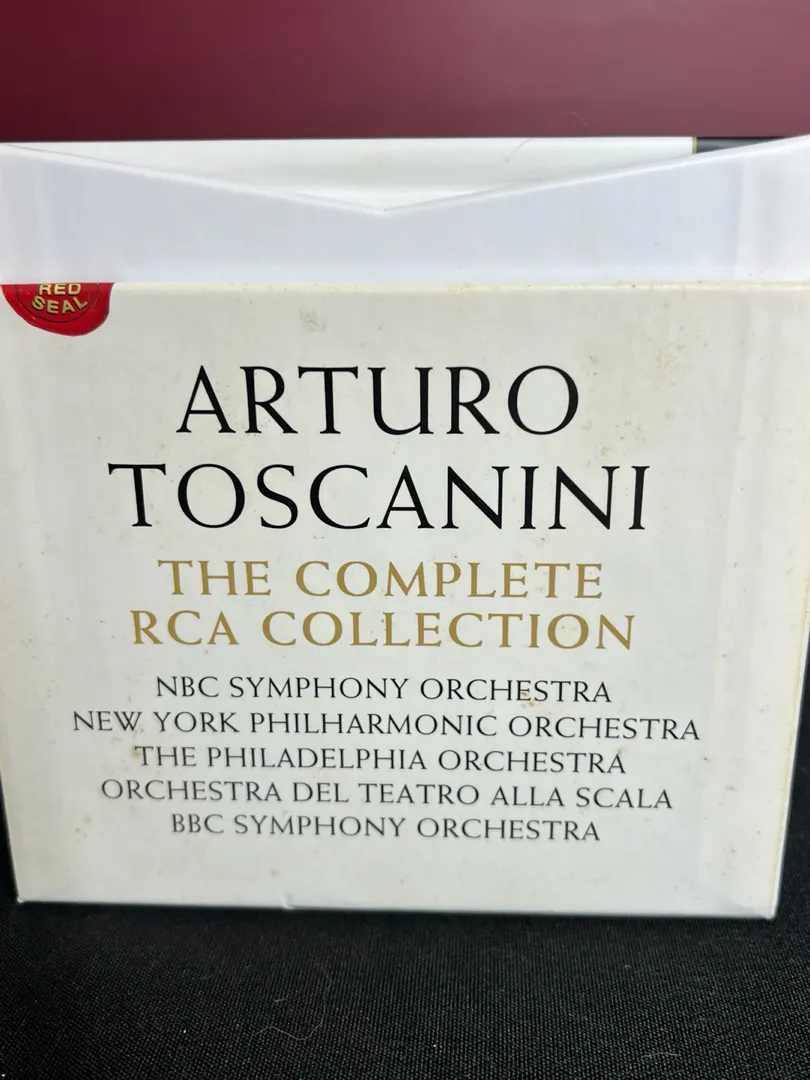 RED
SEAL
ARTURO
TOSCANINI
THE COMPLETE
RCA COLLECTION
NBC SYMPHONY ORCHESTRA
NEW YORK PHILHARMONIC ORCHESTRA
THE PHILADELPHIA ORCHESTRA
ORCHESTRA DEL TEATRO ALLA SCALA
BBC SYMPHONY ORCHESTRA